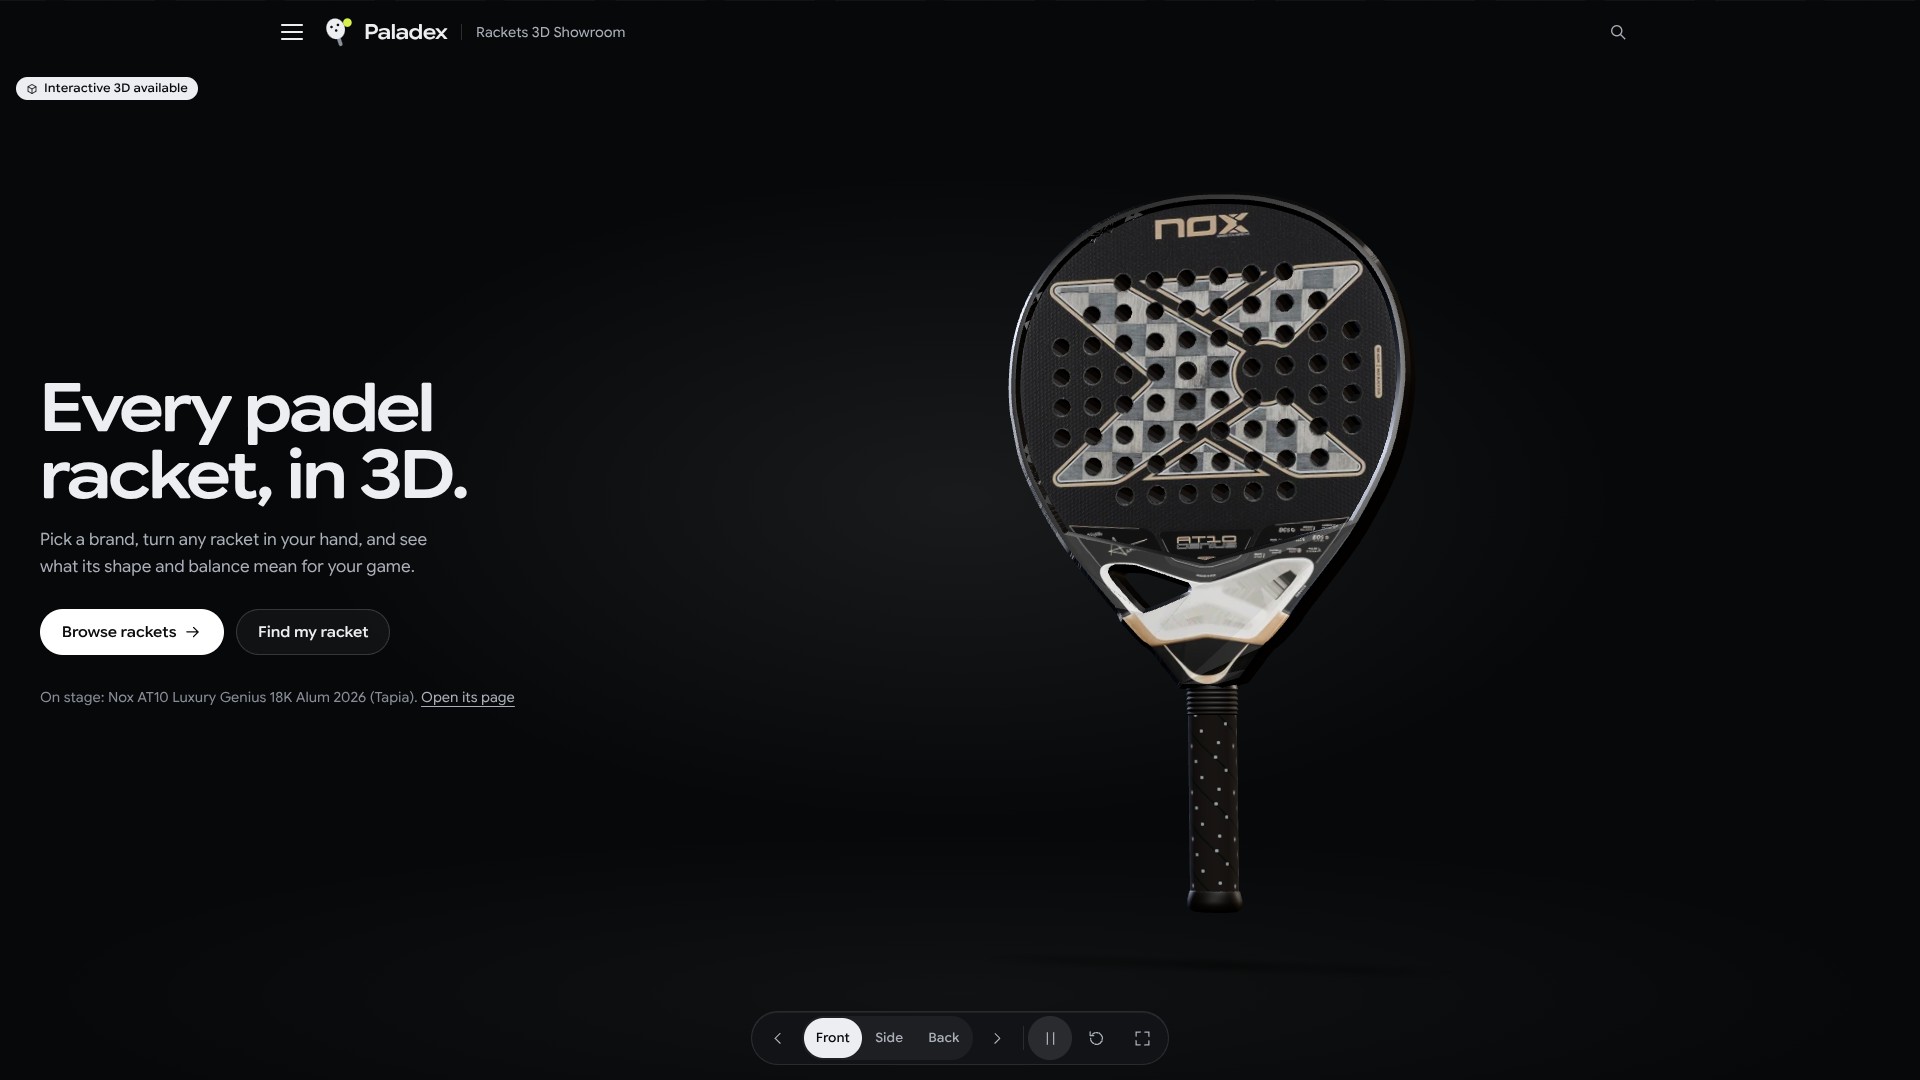 Paladex
Rackets 3D Showroom
Interactive 3D available
nox
Every padel
racket, in 3D.
Pick a brand, turn any racket in your hand, and see
what its shape and balance mean for your game.
AT10
GENIUS
Browse rackets
Find my racket
On stage: Nox AT10 Luxury Genius 18K Alum 2026 (Tapia). Open its page
Front
Side
Back